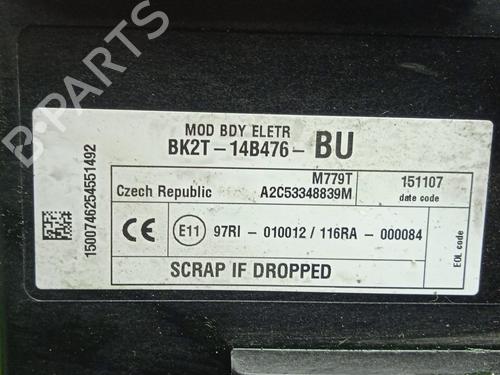 B-PARTS
MOD BDY ELETR
BK2T-14B476-BU
M779T
Czech Republic A2C53348839M
151107
date code
1500746254551492
CE E11 97RI - 010012 / 116RA - 000084
EOL code
SCRAP IF DROPPED